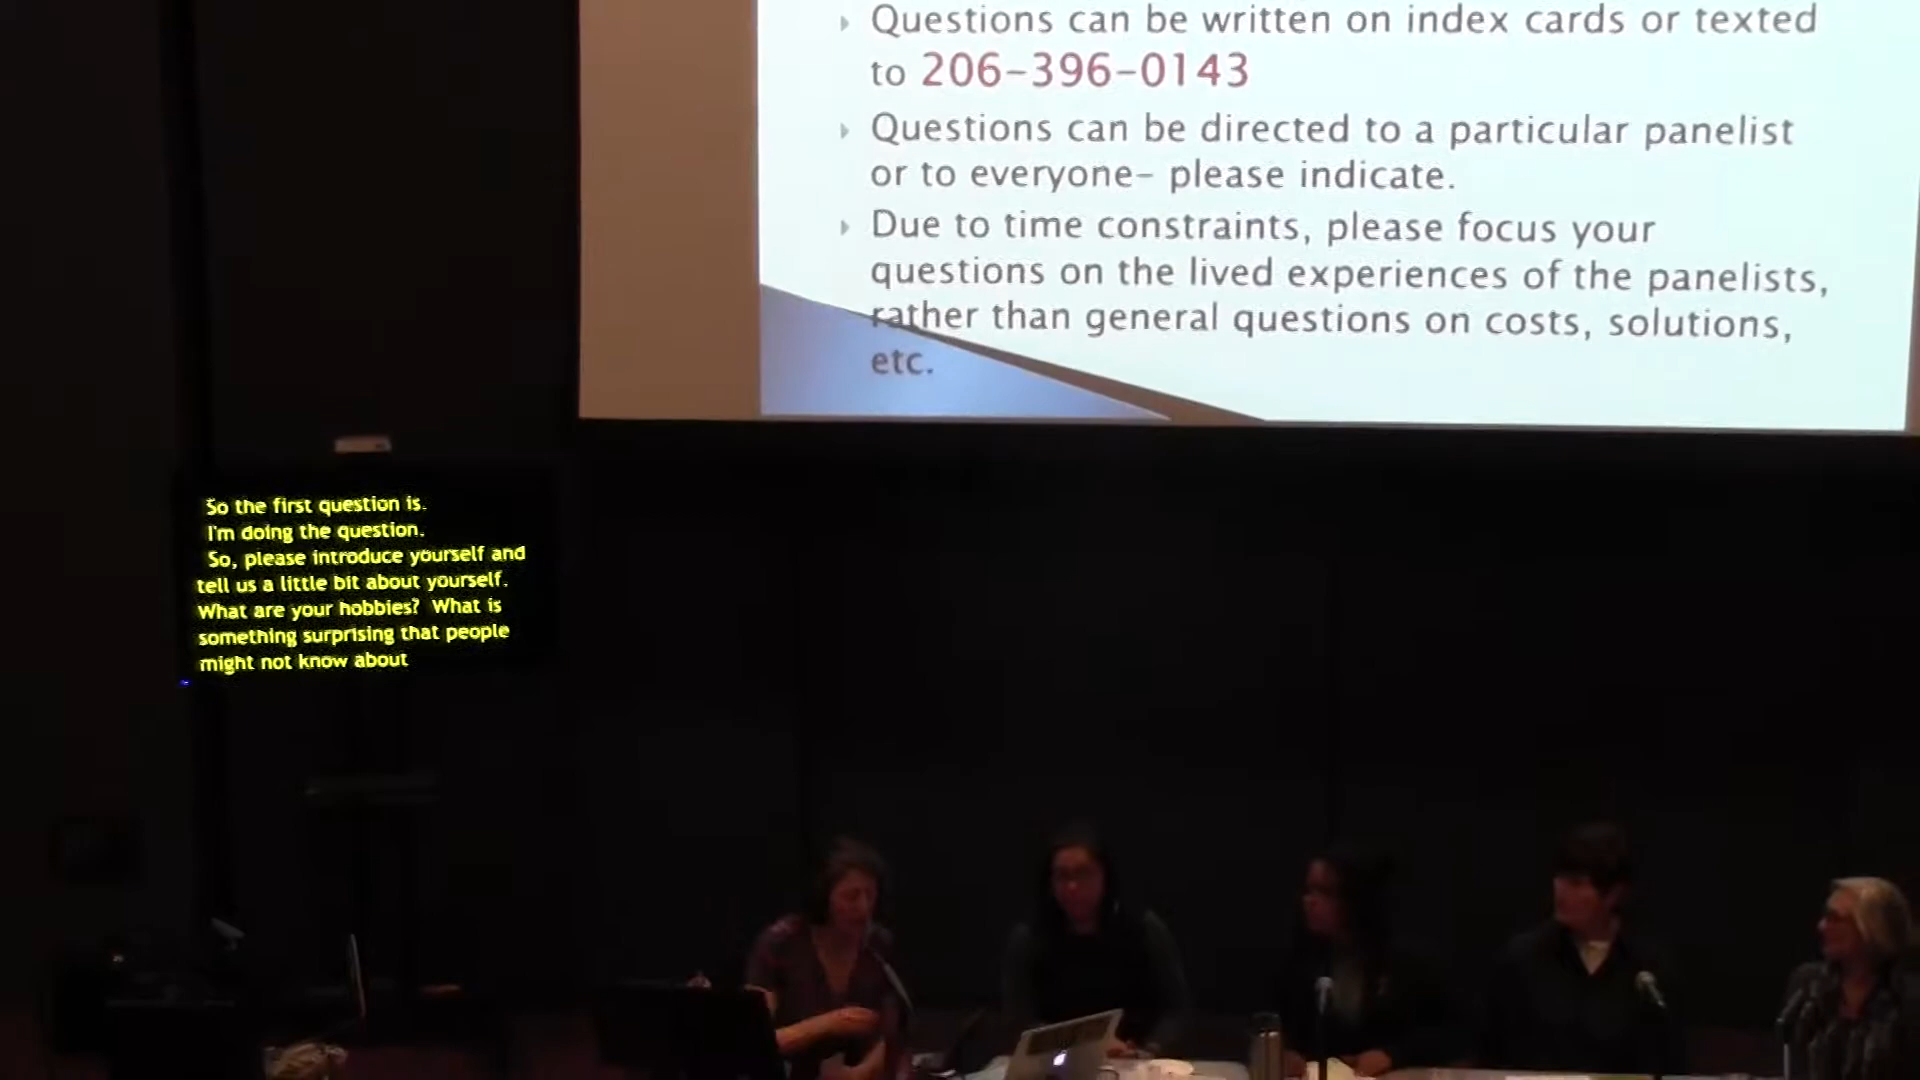 Questions can be written on index cards or texted
to 206-396-0143
Questions can be directed to a particular panelist
or to everyone- please indicate.
Due to time constraints, please focus your
questions on the lived experiences of the panelists,
rather than general questions on costs, solutions,
etc.
So the first question is.
I'm doing the question.
So, please introduce yourself and
tell us a little bit about yourself.
What are your hobbies? What is
something surprising that people
might not know about